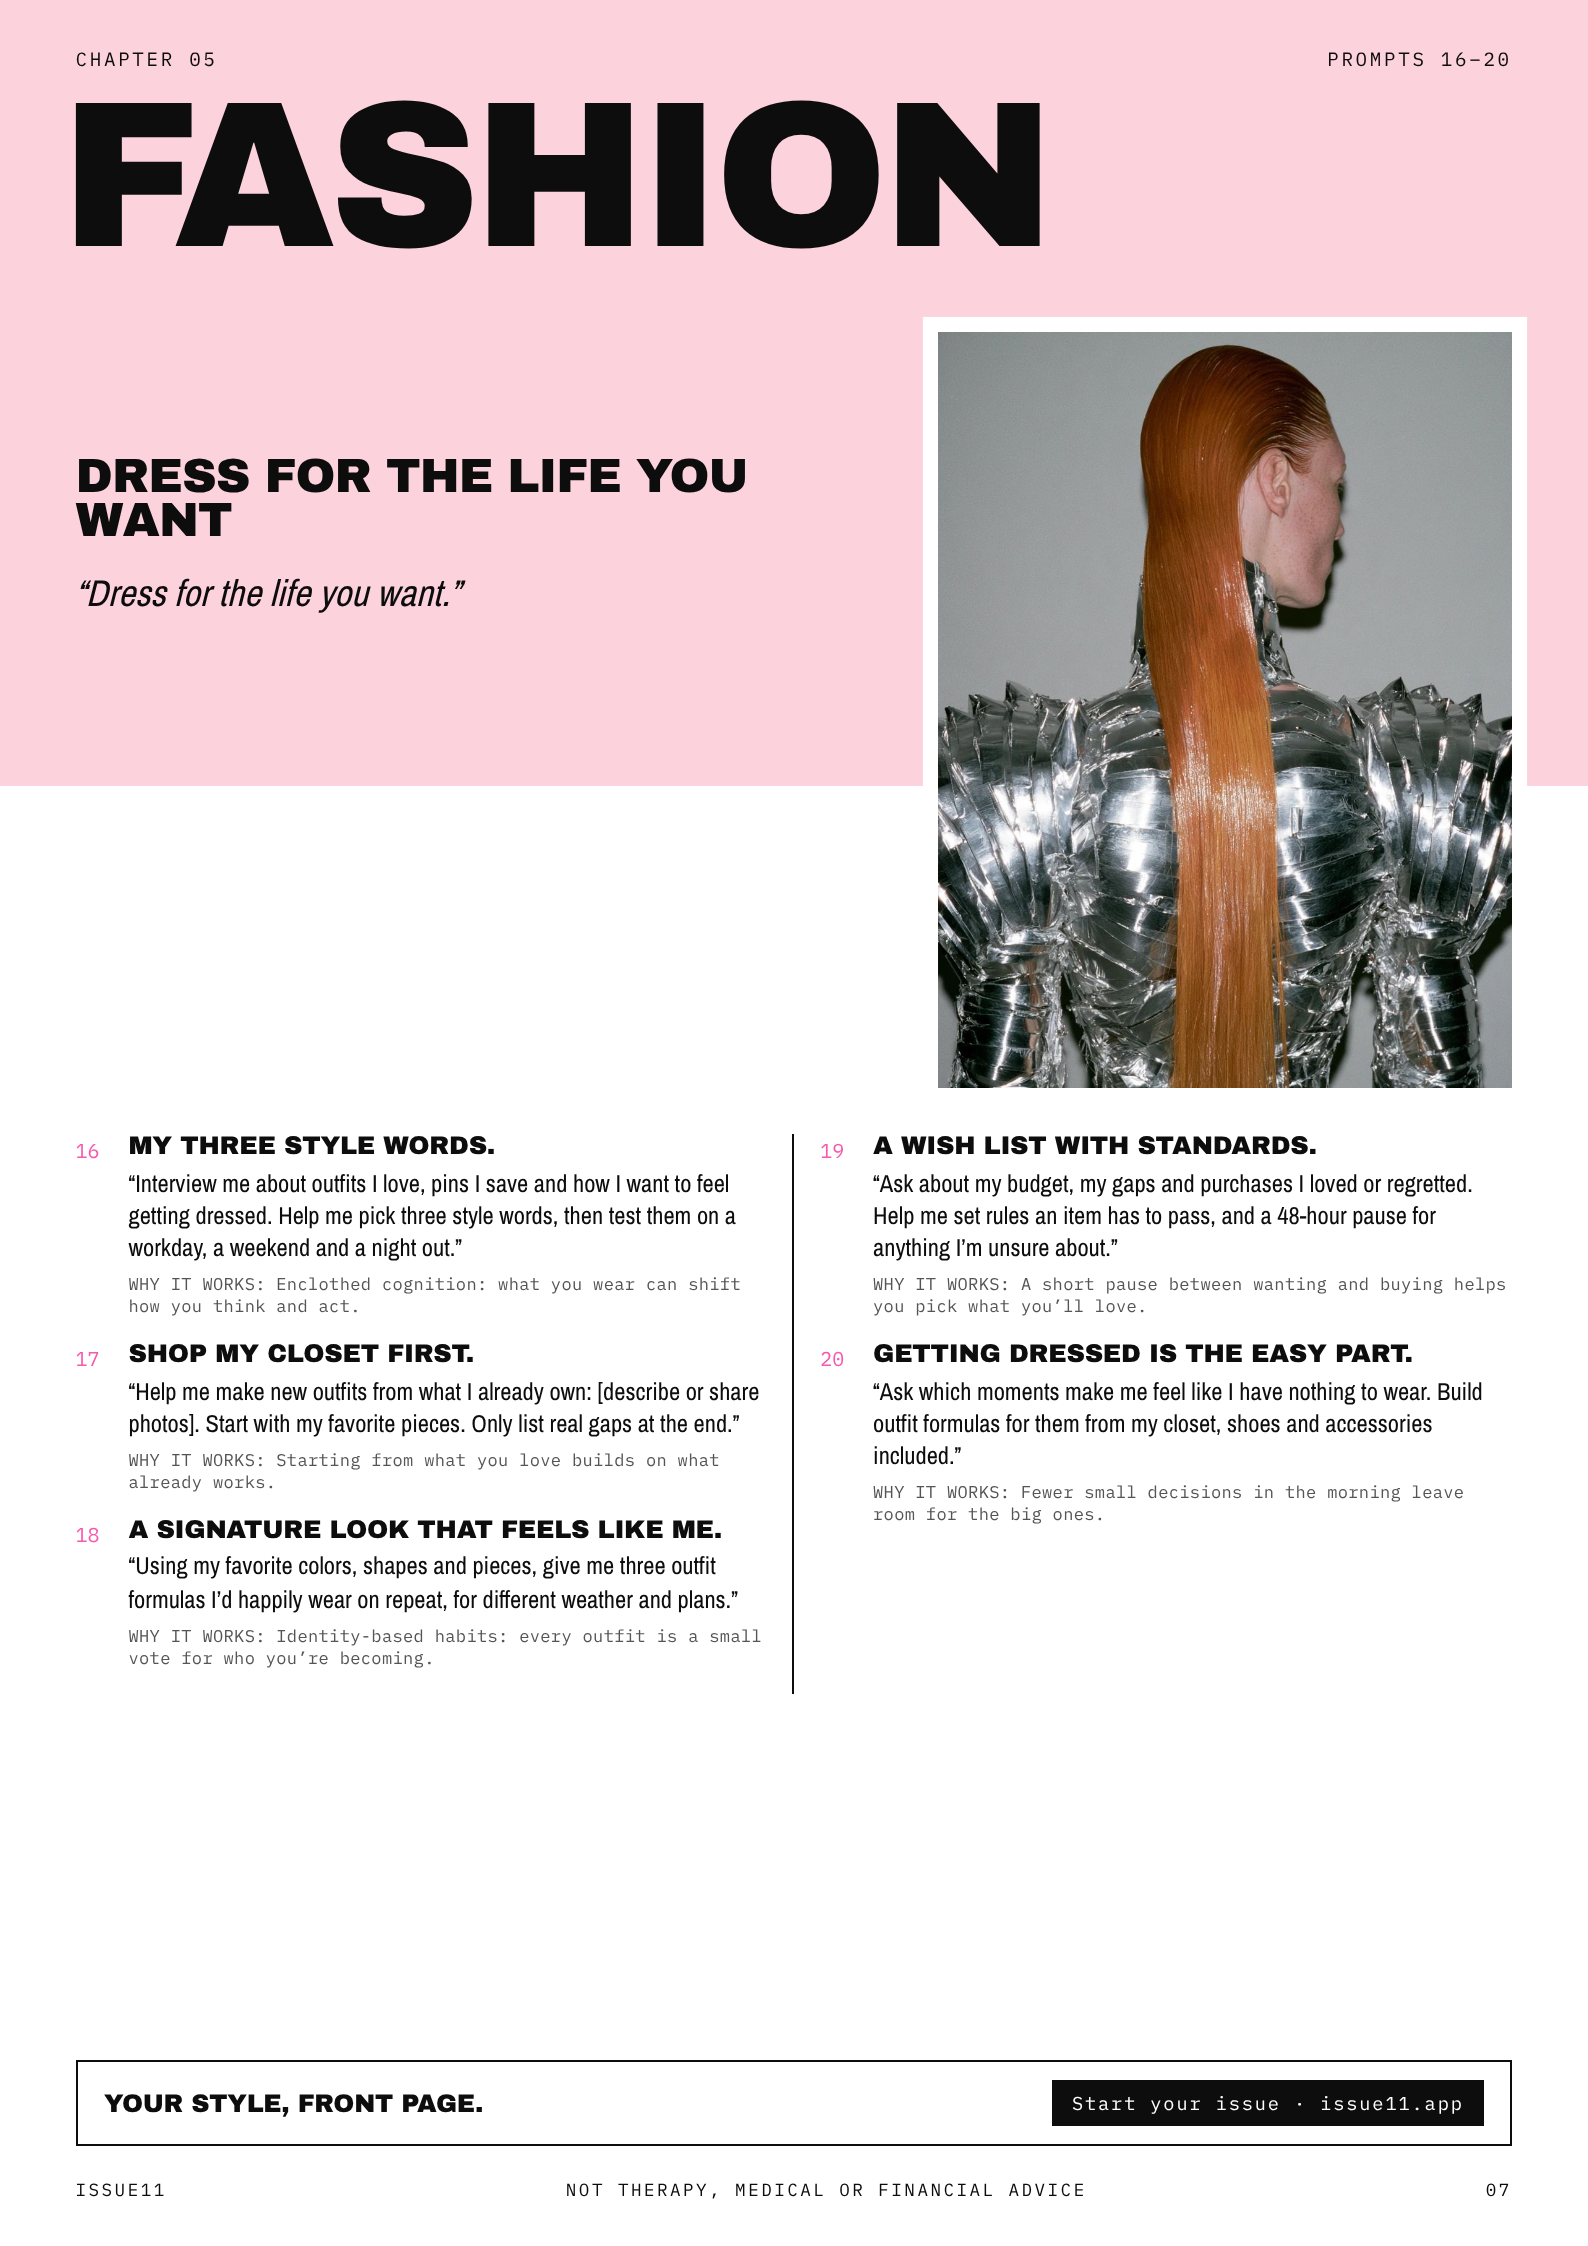 CHAPTER 05
PROMPTS 16–20
FASHION
DRESS FOR THE LIFE YOU
WANT
“Dress for the life you want.”
16
MY THREE STYLE WORDS.
“Interview me about outfits I love, pins I save and how I want to feel
getting dressed. Help me pick three style words, then test them on a
workday, a weekend and a night out.”
WHY IT WORKS: Enclothed cognition: what you wear can shift
how you think and act.
17
SHOP MY CLOSET FIRST.
“Help me make new outfits from what I already own: [describe or share
photos]. Start with my favorite pieces. Only list real gaps at the end.”
WHY IT WORKS: Starting from what you love builds on what
already works.
18
A SIGNATURE LOOK THAT FEELS LIKE ME.
“Using my favorite colors, shapes and pieces, give me three outfit
formulas I’d happily wear on repeat, for different weather and plans.”
WHY IT WORKS: Identity-based habits: every outfit is a small
vote for who you’re becoming.
19
A WISH LIST WITH STANDARDS.
“Ask about my budget, my gaps and purchases I loved or regretted.
Help me set rules an item has to pass, and a 48-hour pause for
anything I’m unsure about.”
WHY IT WORKS: A short pause between wanting and buying helps
you pick what you’ll love.
20
GETTING DRESSED IS THE EASY PART.
“Ask which moments make me feel like I have nothing to wear. Build
outfit formulas for them from my closet, shoes and accessories
included.”
WHY IT WORKS: Fewer small decisions in the morning leave
room for the big ones.
YOUR STYLE, FRONT PAGE.
Start your issue · issue11.app
ISSUE11
NOT THERAPY, MEDICAL OR FINANCIAL ADVICE
07